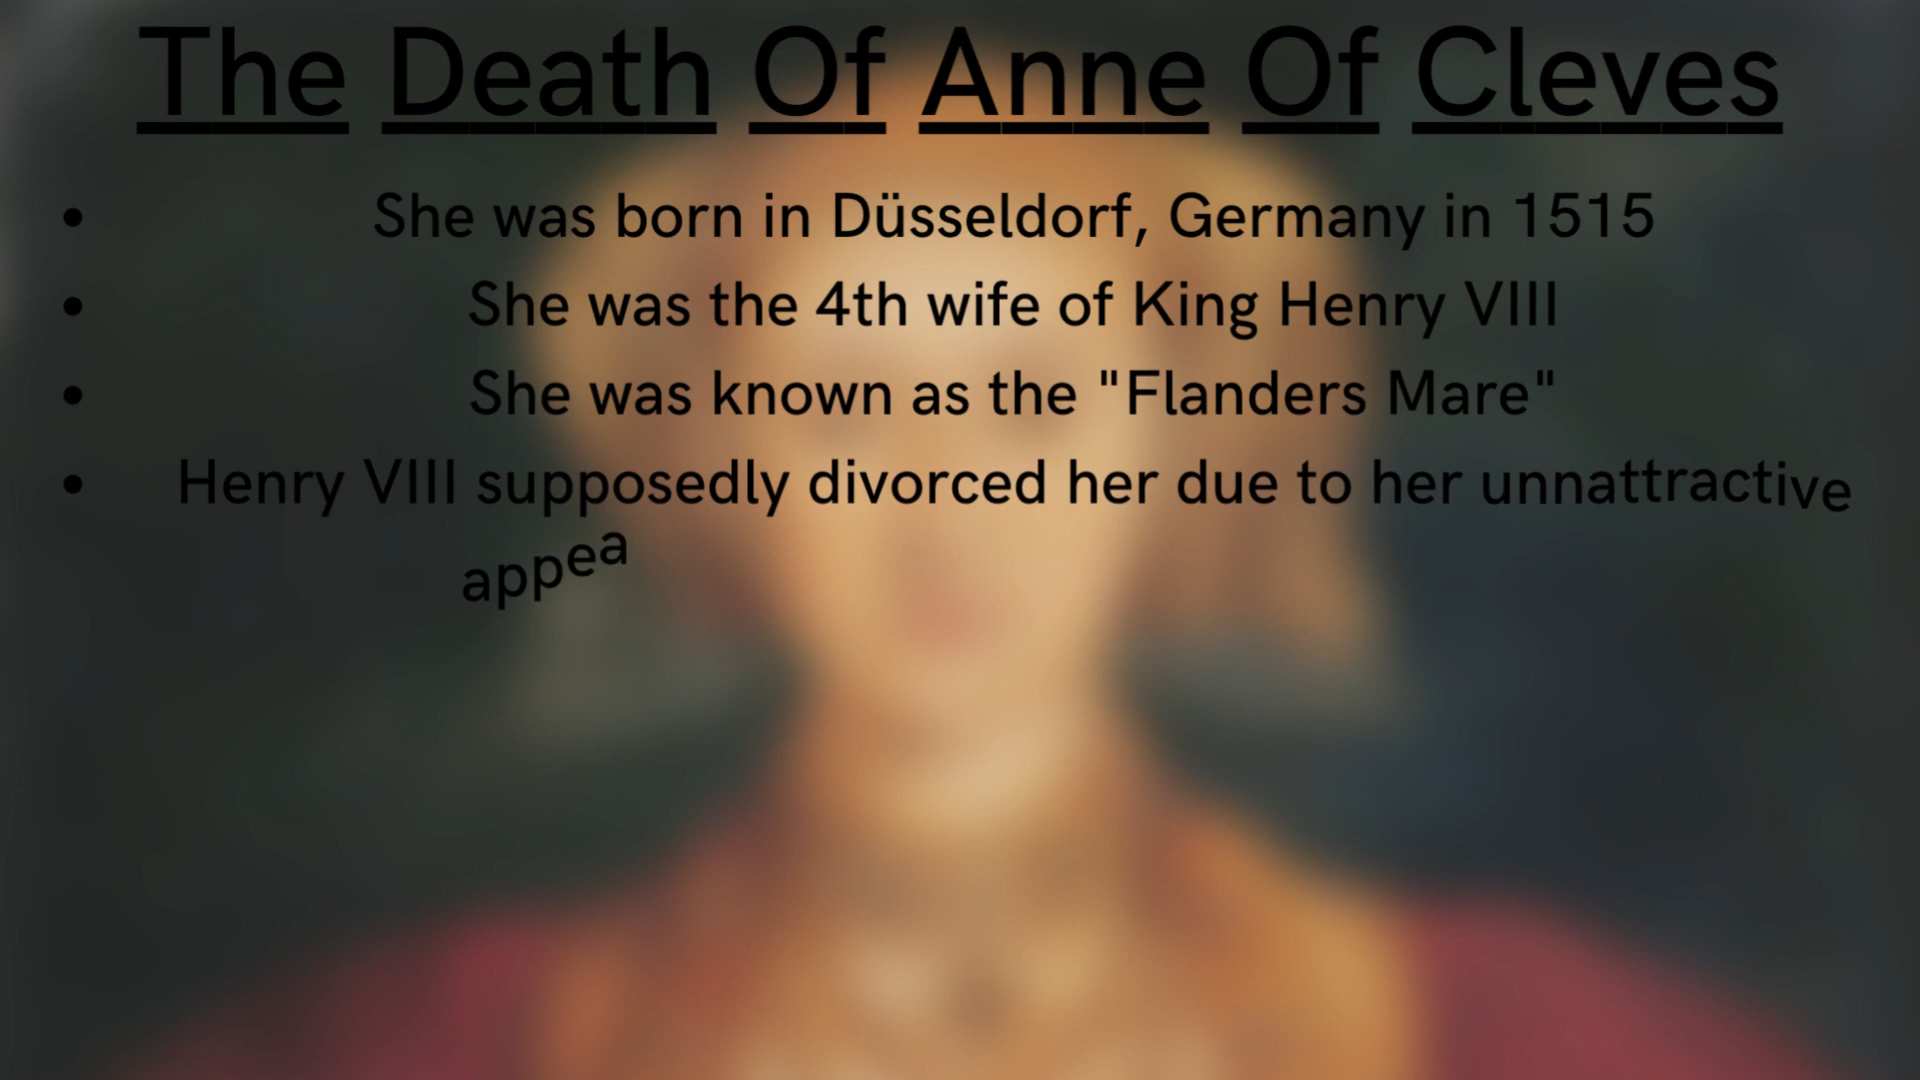 The Death Of Anne Of Cleves
• She was born in Düsseldorf, Germany in 1515
• She was the 4th wife of King Henry VIII
• She was known as the "Flanders Mare"
• Henry VIII supposedly divorced her due to her unnattractive
appea